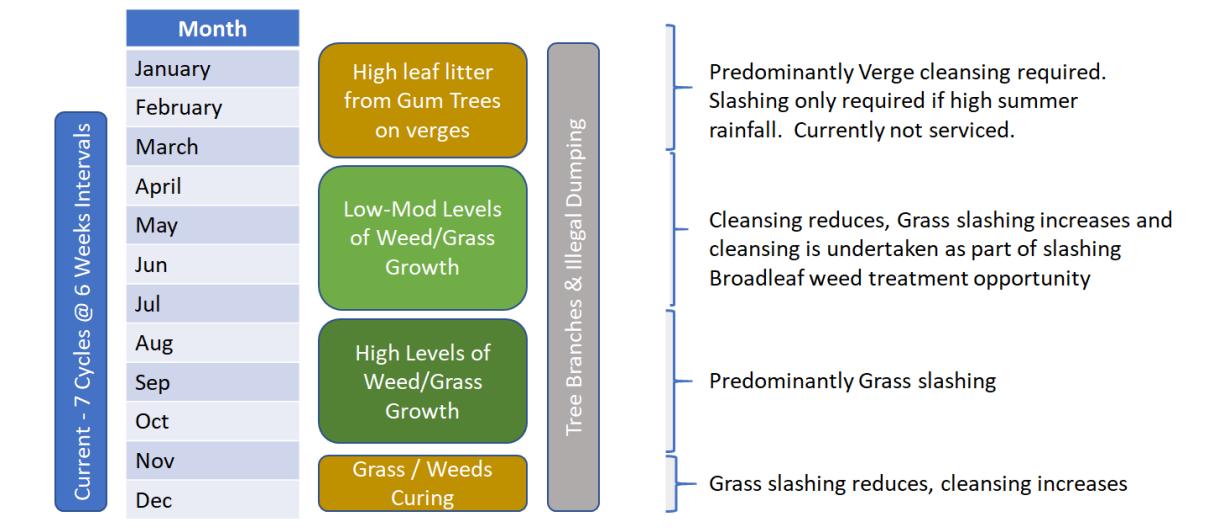 Month
January
February
March
April
May
Jun
Jul
Aug
Sep
Oct
Nov
Dec
Current - 7 Cycles @ 6 Weeks Intervals
High leaf litter
from Gum Trees
on verges
Low-Mod Levels
of Weed/Grass
Growth
High Levels of
Weed/Grass
Growth
Grass / Weeds
Curing
Tree Branches & Illegal Dumping
Predominantly Verge cleansing required.
Slashing only required if high summer
rainfall.  Currently not serviced.
Cleansing reduces, Grass slashing increases and
cleansing is undertaken as part of slashing
Broadleaf weed treatment opportunity
Predominantly Grass slashing
Grass slashing reduces, cleansing increases